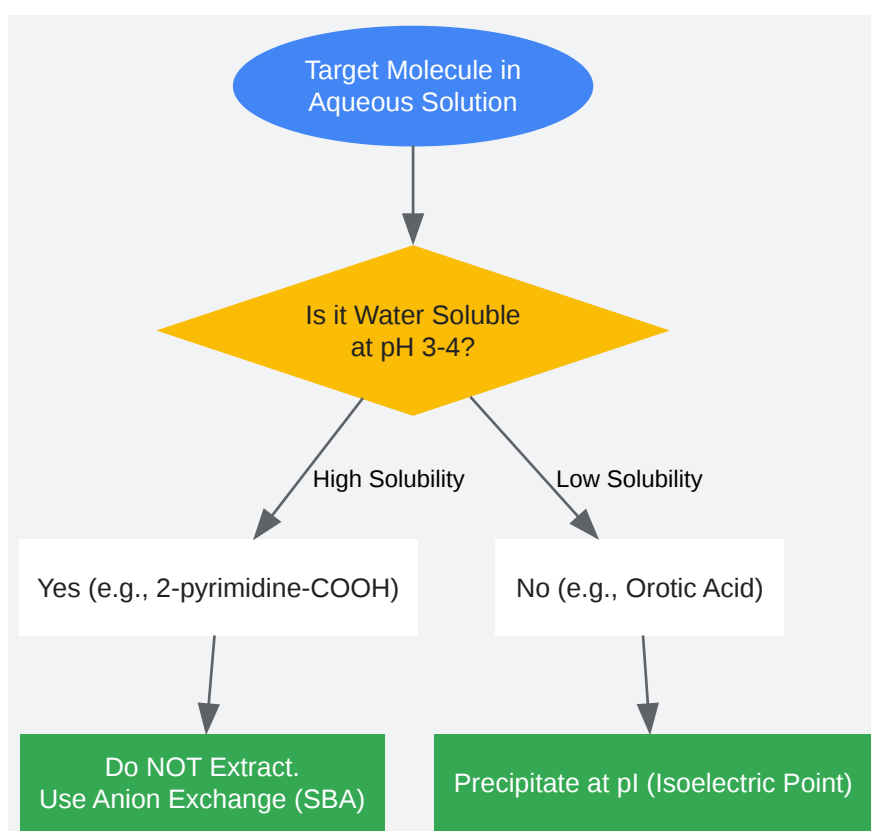 Target Molecule in
Aqueous Solution
Is it Water Soluble
at pH 3-4?
High Solubility
Low Solubility
Yes (e.g., 2-pyrimidine-COOH)
No (e.g., Orotic Acid)
Do NOT Extract.
Use Anion Exchange (SBA)
Precipitate at pI (Isoelectric Point)